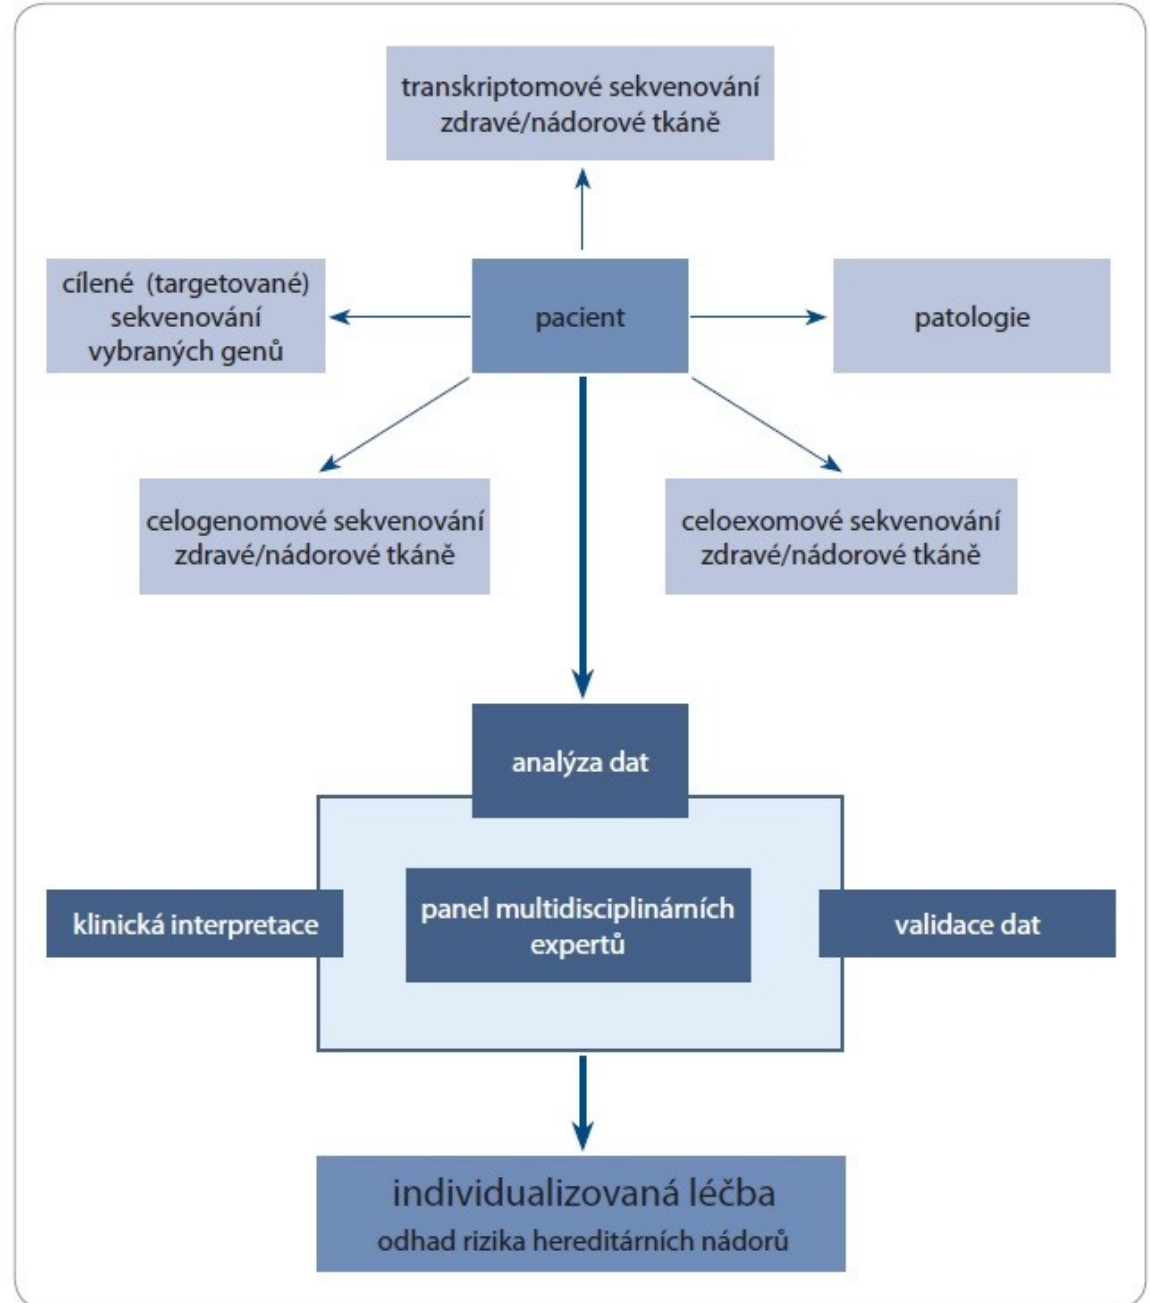 transkriptomové sekvenování
zdravé/nádorové tkáně
cílené (targetované)
sekvenování
vybraných genů
pacient
patologie
celogenomové sekvenování
zdravé/nádorové tkáně
celoexomové sekvenování
zdravé/nádorové tkáně
analýza dat
klinická interpretace
panel multidisciplinárních
expertů
validace dat
individualizovaná léčba
odhad rizika hereditárních nádorů